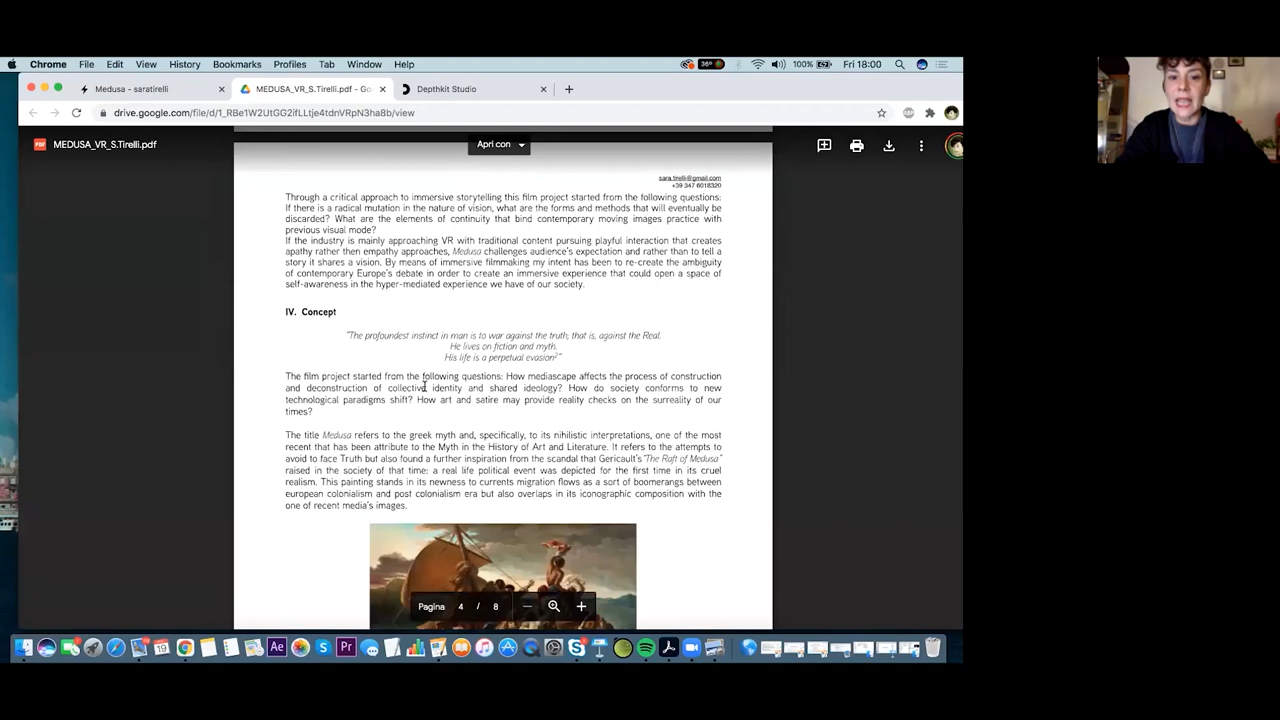 Chrome File Edit View History Bookmarks Profiles Tab Window Help 36° 100% Fri 18:00
Medusa - saratirelli MEDUSA_VR_S.Tirelli.pdf - Go Depthkit Studio
drive.google.com/file/d/1_RBe1W2UtGG2ifLLtje4tdnVRpN3ha8b/view
PDF MEDUSA_VR_S.Tirelli.pdf Apri con
sara.tirelli@gmail.com
+39 347 6018320
Through a critical approach to immersive storytelling this film project started from the following questions:
If there is a radical mutation in the nature of vision, what are the forms and methods that will eventually be
discarded? What are the elements of continuity that bind contemporary moving images practice with
previous visual mode?
If the industry is mainly approaching VR with traditional content pursuing playful interaction that creates
apathy rather then empathy approaches, Medusa challenges audience's expectation and rather than to tell a
story it shares a vision. By means of immersive filmmaking my intent has been to re-create the ambiguity
of contemporary Europe's debate in order to create an immersive experience that could open a space of
self-awareness in the hyper-mediated experience we have of our society.
IV. Concept
"The profoundest instinct in man is to war against the truth; that is, against the Real.
He lives on fiction and myth.
His life is a perpetual evasion²"
The film project started from the following questions: How mediascape affects the process of construction
and deconstruction of collective identity and shared ideology? How do society conforms to new
technological paradigms shift? How art and satire may provide reality checks on the surreality of our
times?
The title Medusa refers to the greek myth and, specifically, to its nihilistic interpretations, one of the most
recent that has been attribute to the Myth in the History of Art and Literature. It refers to the attempts to
avoid to face Truth but also found a further inspiration from the scandal that Gericault's "The Raft of Medusa"
raised in the society of that time: a real life political event was depicted for the first time in its cruel
realism. This painting stands in its newness to currents migration flows as a sort of boomerangs between
european colonialism and post colonialism era but also overlaps in its iconographic composition with the
one of recent media's images.
Pagina 4 / 8
19 Ae Pr